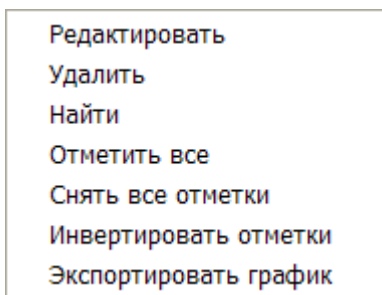 Редактировать
Удалить
Найти
Отметить все
Снять все отметки
Инвертировать отметки
Экспортировать график